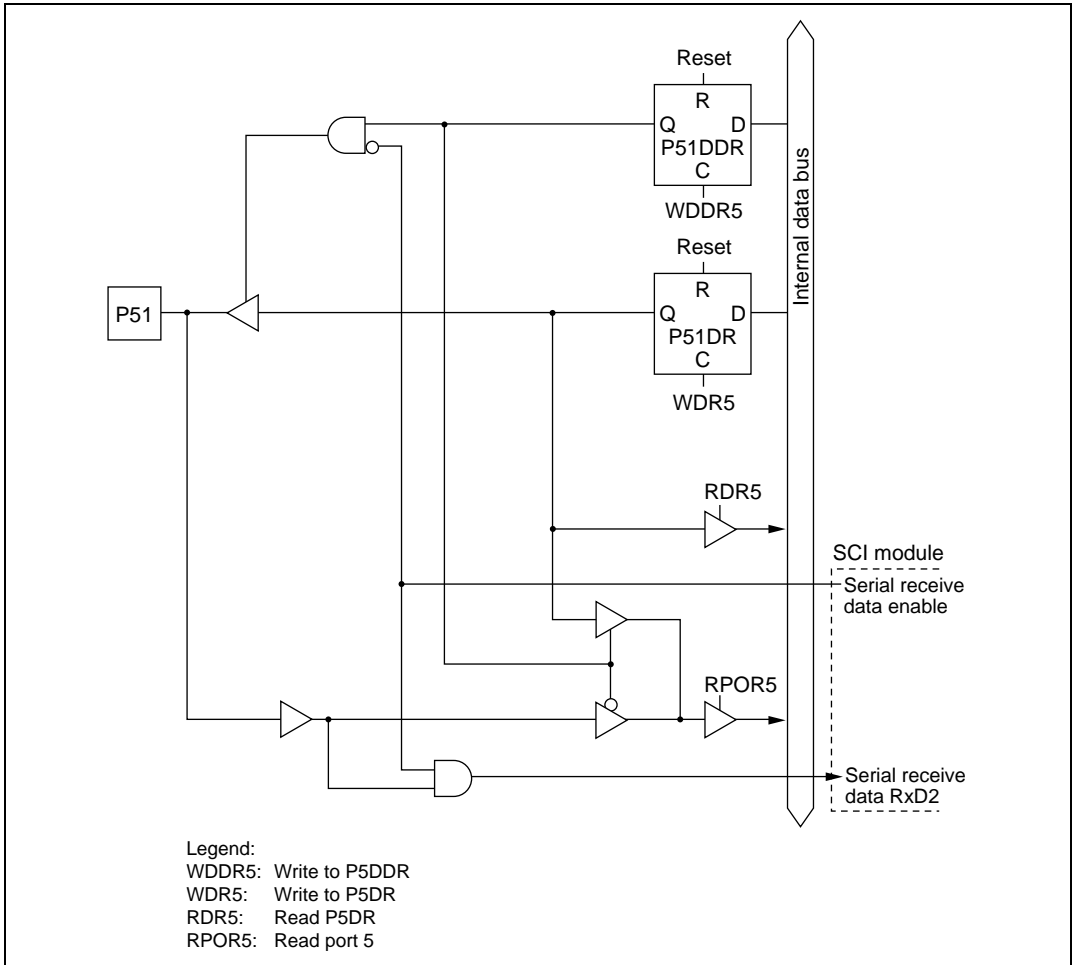 Reset
R
Q D
P51DDR
C
WDDR5
Internal data bus
Reset
R
P51
Q D
P51DR
C
WDR5
RDR5
SCI module
Serial receive
data enable
RPOR5
Serial receive
data RxD2
Legend:
WDDR5: Write to P5DDR
WDR5: Write to P5DR
RDR5: Read P5DR
RPOR5: Read port 5